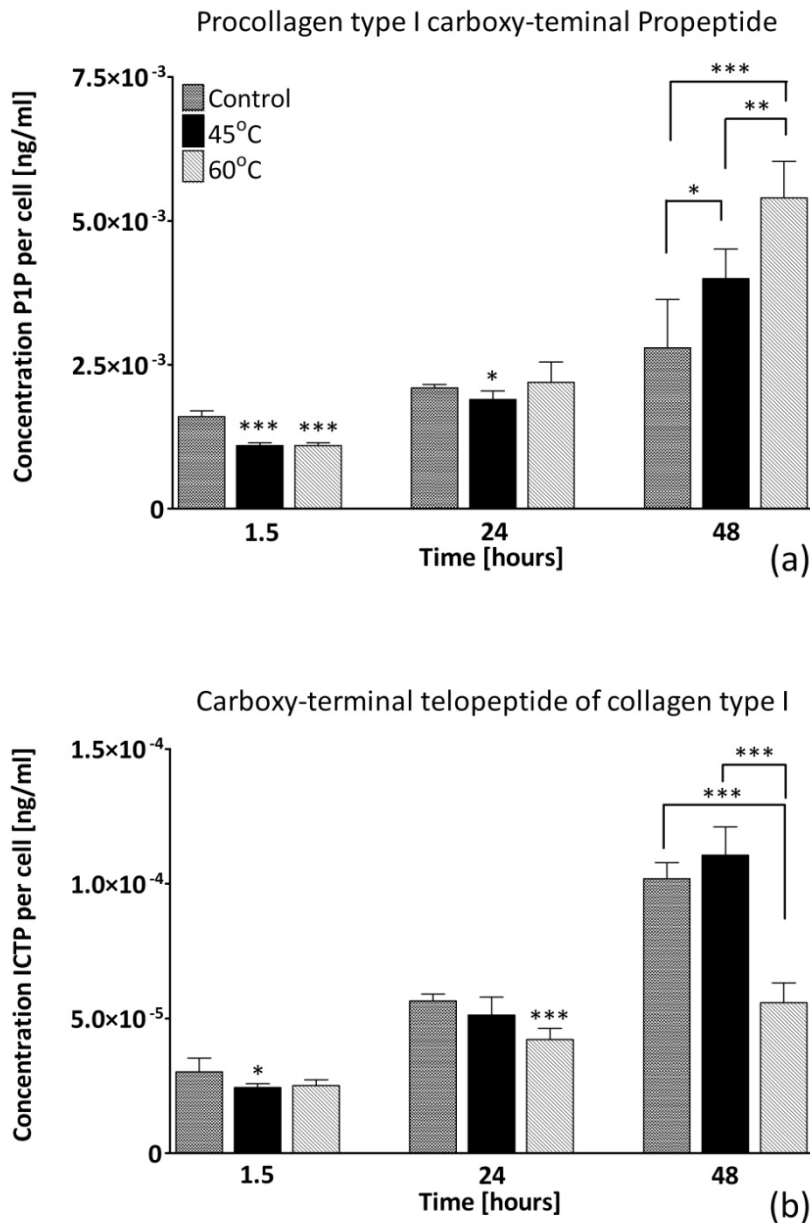 Procollagen type I carboxy-teminal Propeptide
Concentration P1P per cell [ng/ml]
7.5×10⁻³
5.0×10⁻³
2.5×10⁻³
0
Control
45°C
60°C
***
**
*
*
*** ***
1.5 24 48
Time [hours]
(a)
Carboxy-terminal telopeptide of collagen type I
Concentration ICTP per cell [ng/ml]
1.5×10⁻⁴
1.0×10⁻⁴
5.0×10⁻⁵
0
***
***
***
*
1.5 24 48
Time [hours]
(b)